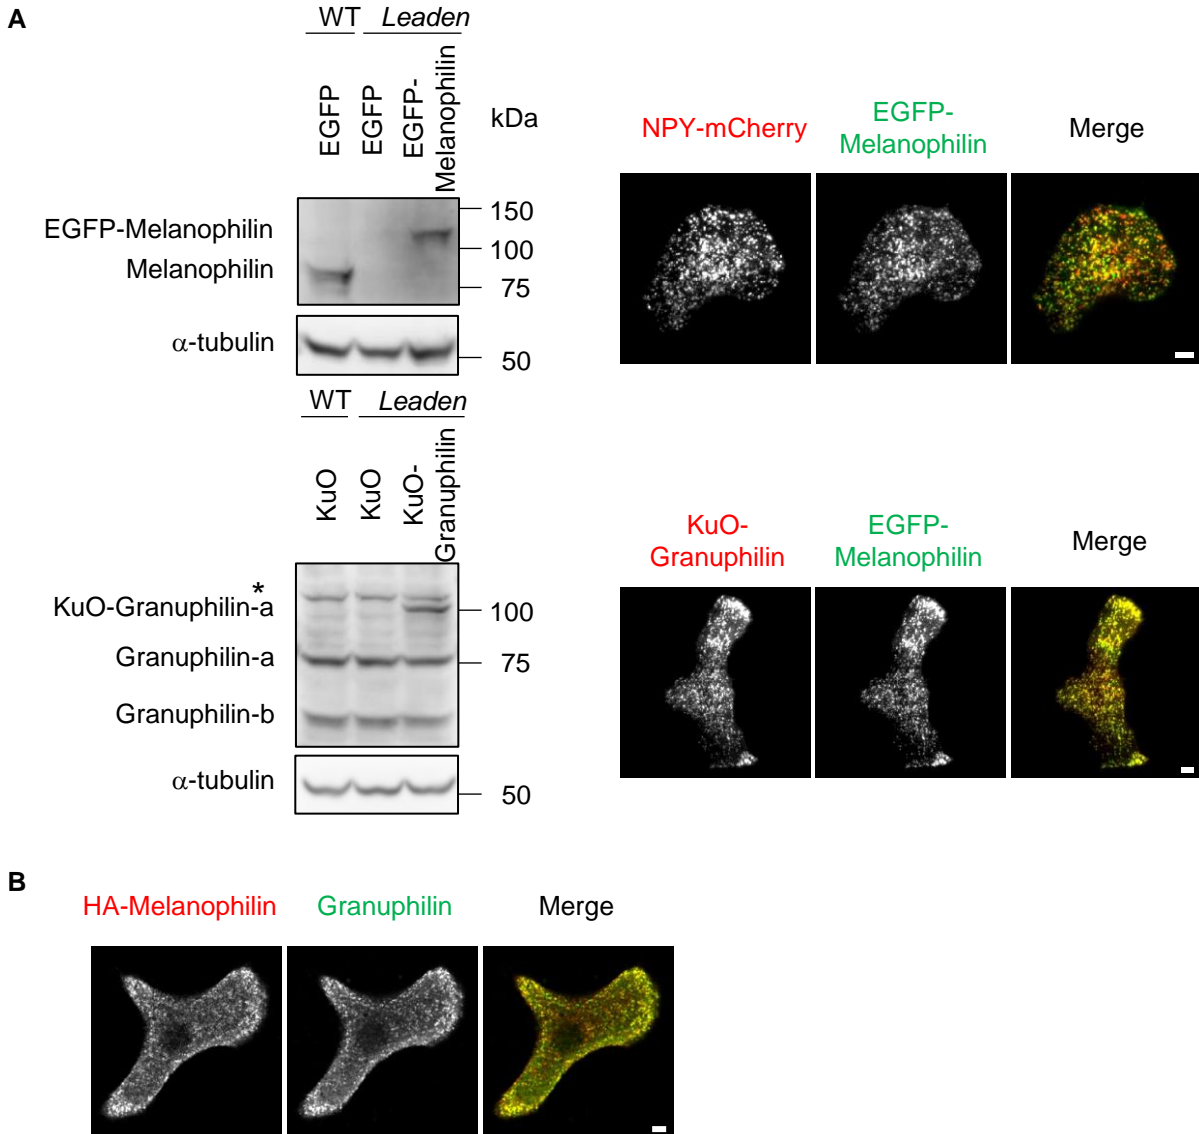 A
WT Leaden
EGFP
EGFP
EGFP-
Melanophilin
kDa
EGFP-Melanophilin
Melanophilin
150
100
75
α-tubulin
50
NPY-mCherry
EGFP-
Melanophilin
Merge
WT Leaden
KuO
KuO
KuO-
Granuphilin
*
KuO-Granuphilin-a
Granuphilin-a
Granuphilin-b
100
75
α-tubulin
50
KuO-
Granuphilin
EGFP-
Melanophilin
Merge
B
HA-Melanophilin
Granuphilin
Merge